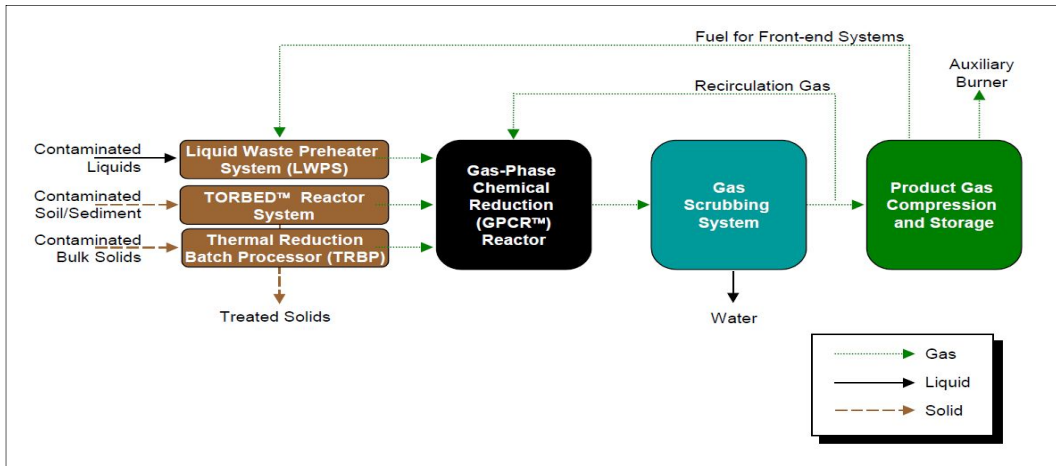 Fuel for Front-end Systems
Auxiliary
Burner
Recirculation Gas
Contaminated
Liquids
Liquid Waste Preheater
System (LWPS)
Contaminated
Soil/Sediment
TORBED™ Reactor
System
Contaminated
Bulk Solids
Thermal Reduction
Batch Processor (TRBP)
Gas-Phase
Chemical
Reduction
(GPCR™)
Reactor
Gas
Scrubbing
System
Product Gas
Compression
and Storage
Treated Solids
Water
Gas
Liquid
Solid